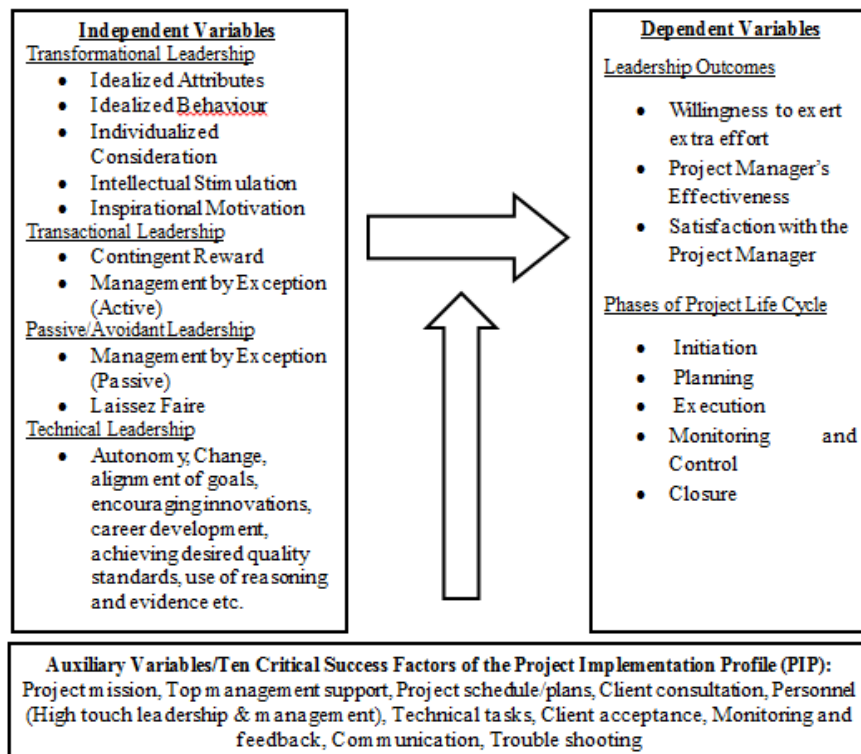 Independent Variables
Transformational Leadership
• Idealized Attributes
• Idealized Behaviour
• Individualized
Consideration
• Intellectual Stimulation
• Inspirational Motivation
Transactional Leadership
• Contingent Reward
• Management by Exception
(Active)
Passive/Avoidant Leadership
• Management by Exception
(Passive)
• Laissez Faire
Technical Leadership
• Autonomy, Change,
alignment of goals,
encouraging innovations,
career development,
achieving desired quality
standards, use of reasoning
and evidence etc.
Dependent Variables
Leadership Outcomes
• Willingness to exert
extra effort
• Project Manager's
Effectiveness
• Satisfaction with the
Project Manager
Phases of Project Life Cycle
• Initiation
• Planning
• Execution
• Monitoring and
Control
• Closure
Auxiliary Variables/Ten Critical Success Factors of the Project Implementation Profile (PIP):
Project mission, Top management support, Project schedule/plans, Client consultation, Personnel
(High touch leadership & management), Technical tasks, Client acceptance, Monitoring and
feedback, Communication, Trouble shooting